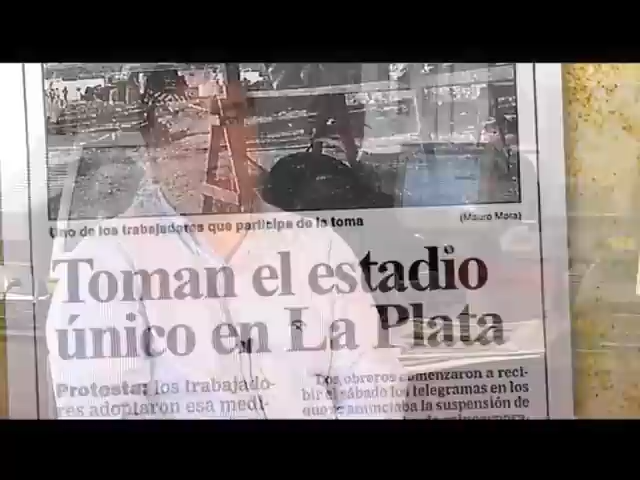 Uno de los trabajadores que participa de la toma
(Mauro Mora)
Toman el estadio
único en La Plata
Protesta: los trabajado-
res adoptaron esa medi-
Los obreros comenzaron a reci-
bir el sábado los telegramas en los
que se anunciaba la suspensión de